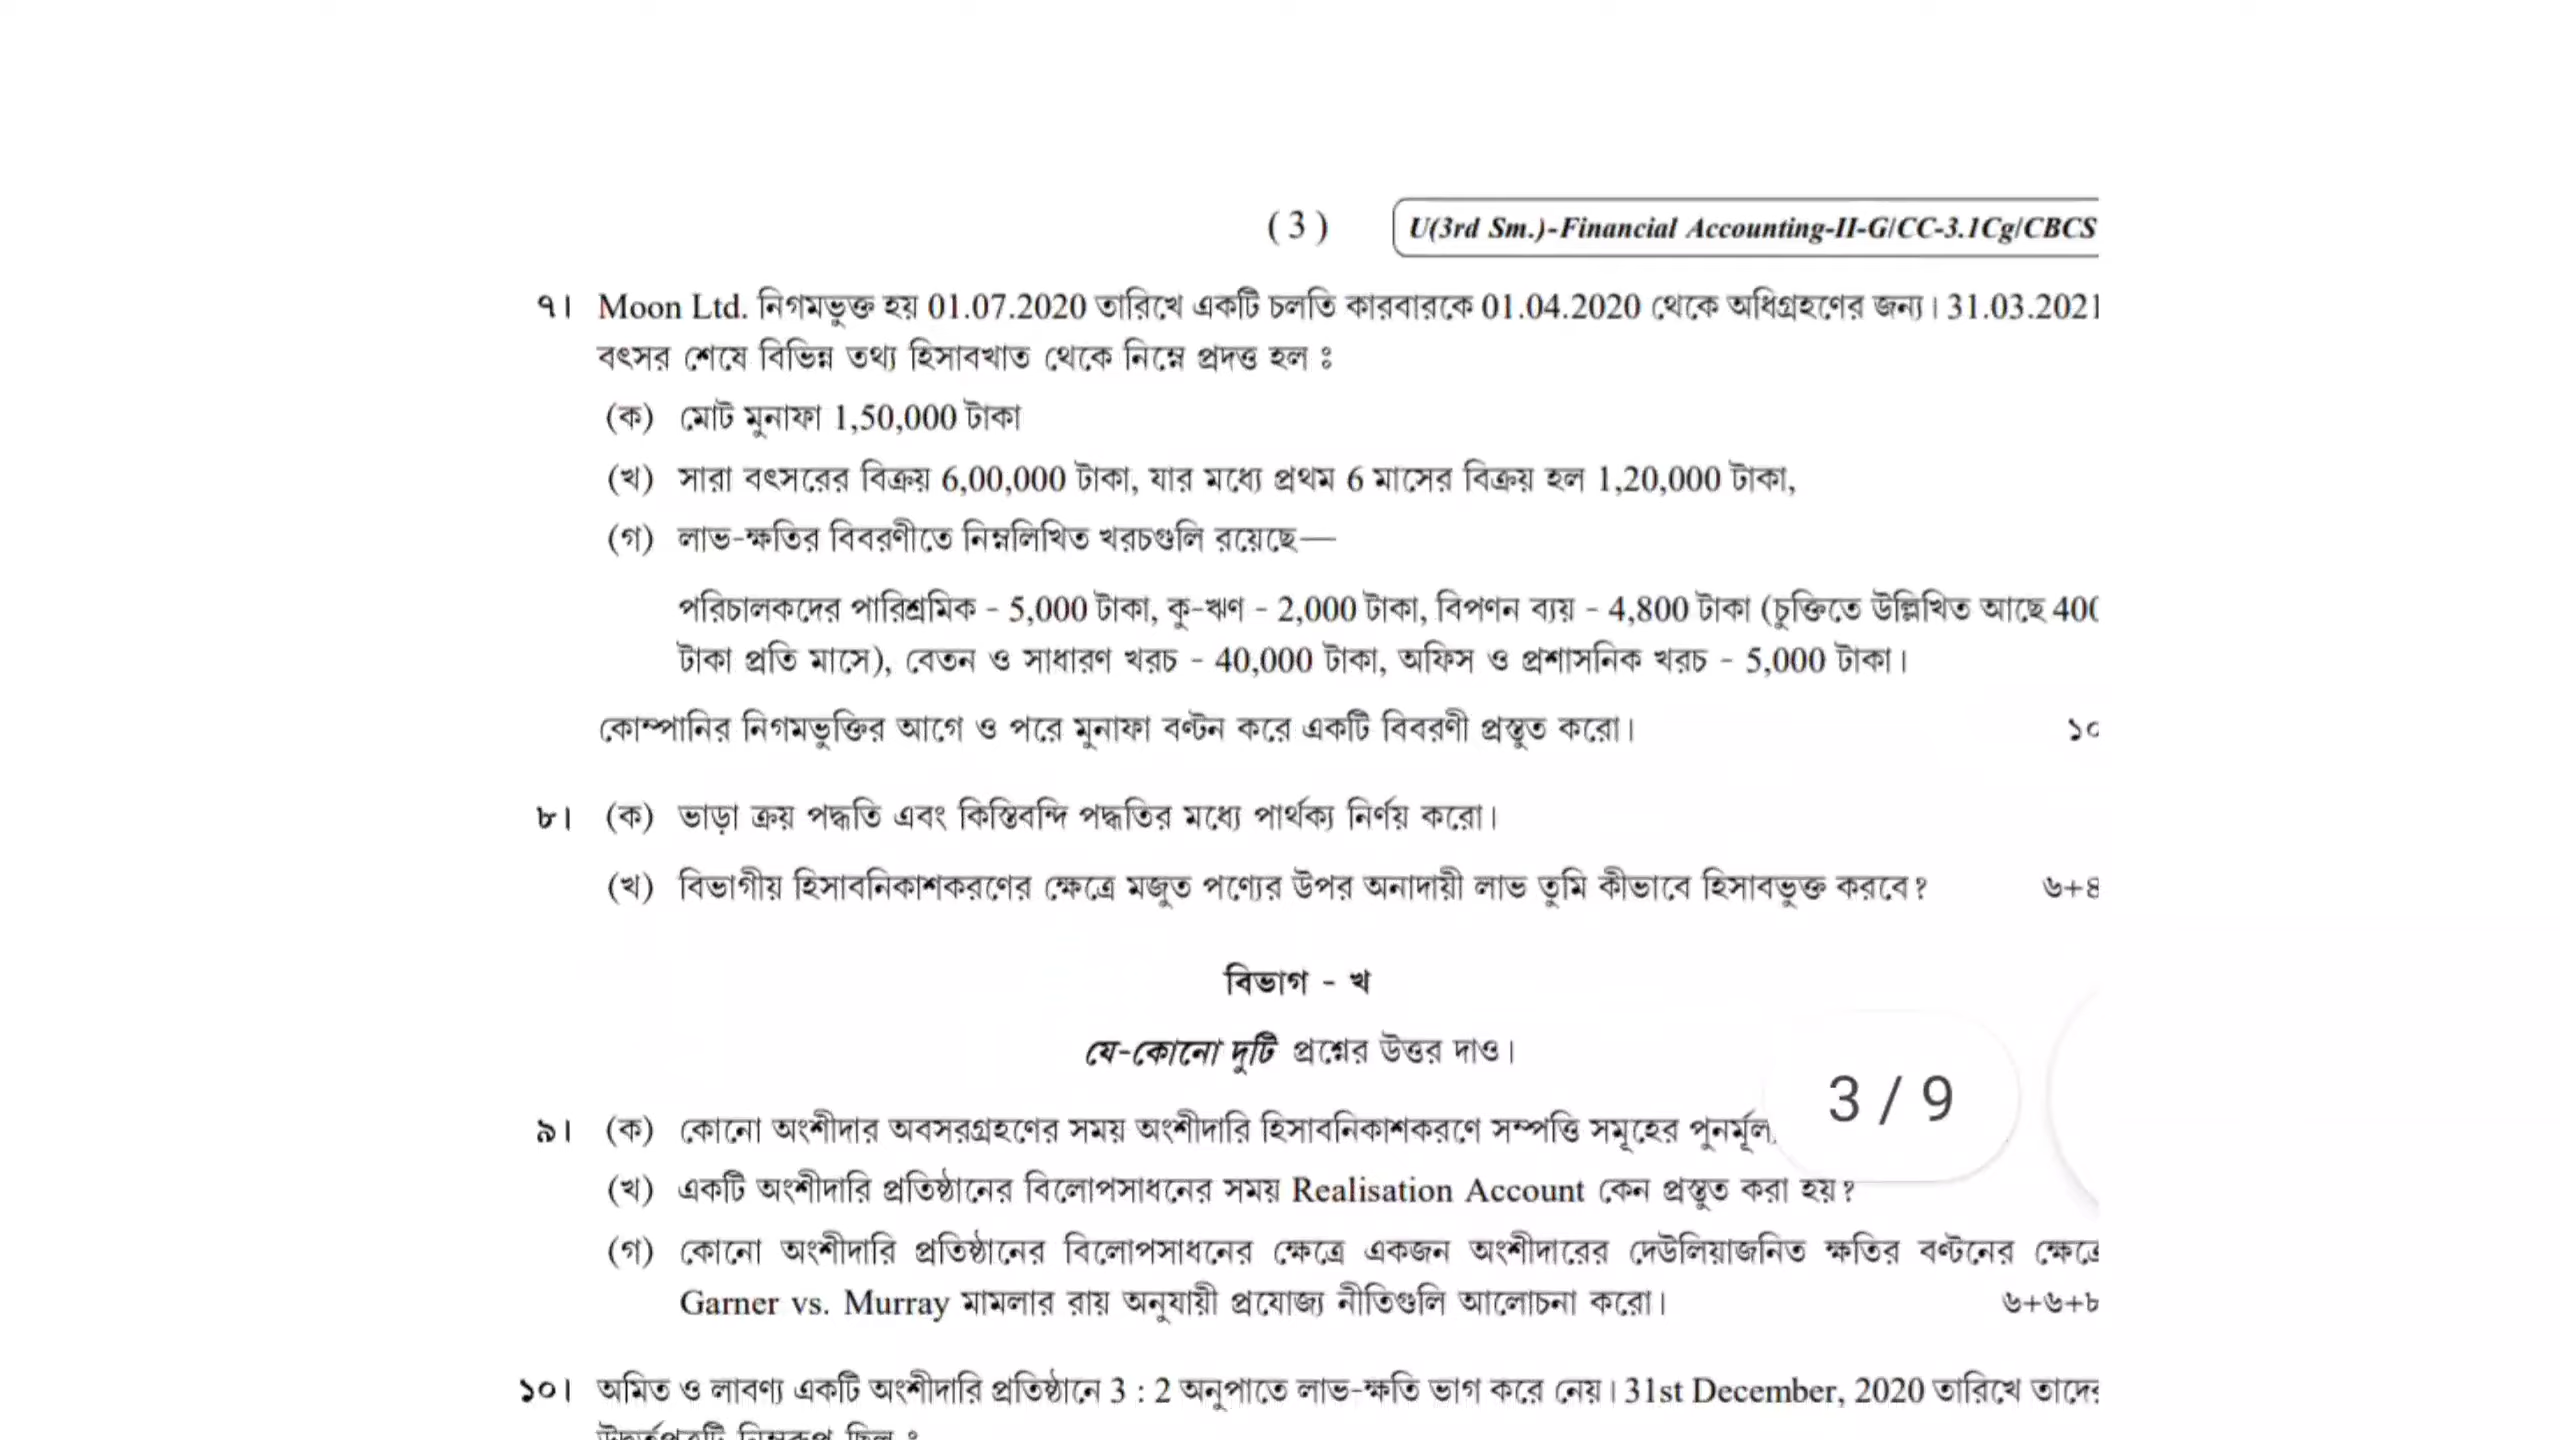 ( 3 )
U(3rd Sm.)-Financial Accounting-II-G/CC-3.1Cg/CBCS
৭। Moon Ltd. নিগমভুক্ত হয় 01.07.2020 তারিখে একটি চলতি কারবারকে 01.04.2020 থেকে অধিগ্রহণের জন্য। 31.03.2021
বৎসর শেষে বিভিন্ন তথ্য হিসাবখাত থেকে নিম্নে প্রদত্ত হল ঃ
(ক) মোট মুনাফা 1,50,000 টাকা
(খ) সারা বৎসরের বিক্রয় 6,00,000 টাকা, যার মধ্যে প্রথম 6 মাসের বিক্রয় হল 1,20,000 টাকা,
(গ) লাভ-ক্ষতির বিবরণীতে নিম্নলিখিত খরচগুলি রয়েছে—
পরিচালকদের পারিশ্রমিক - 5,000 টাকা, কু-ঋণ - 2,000 টাকা, বিপণন ব্যয় - 4,800 টাকা (চুক্তিতে উল্লিখিত আছে 400
টাকা প্রতি মাসে), বেতন ও সাধারণ খরচ - 40,000 টাকা, অফিস ও প্রশাসনিক খরচ - 5,000 টাকা।
কোম্পানির নিগমভুক্তির আগে ও পরে মুনাফা বণ্টন করে একটি বিবরণী প্রস্তুত করো। ১০
৮। (ক) ভাড়া ক্রয় পদ্ধতি এবং কিস্তিবন্দি পদ্ধতির মধ্যে পার্থক্য নির্ণয় করো।
(খ) বিভাগীয় হিসাবনিকাশকরণের ক্ষেত্রে মজুত পণ্যের উপর অনাদায়ী লাভ তুমি কীভাবে হিসাবভুক্ত করবে? ৬+৪
বিভাগ - খ
যে-কোনো দুটি প্রশ্নের উত্তর দাও।
3 / 9
৯। (ক) কোনো অংশীদার অবসরগ্রহণের সময় অংশীদারি হিসাবনিকাশকরণে সম্পত্তি সমূহের
(খ) একটি অংশীদারি প্রতিষ্ঠানের বিলোপসাধনের সময় Realisation Account কেন প্রস্তুত করা হয়?
(গ) কোনো অংশীদারি প্রতিষ্ঠানের বিলোপসাধনের ক্ষেত্রে একজন অংশীদারের দেউলিয়াজনিত ক্ষতির বণ্টনের ক্ষেত্রে
Garner vs. Murray মামলার রায় অনুযায়ী প্রযোজ্য নীতিগুলি আলোচনা করো। ৬+৬+৮
১০। অমিত ও লাবণ্য একটি অংশীদারি প্রতিষ্ঠানে 3 : 2 অনুপাতে লাভ-ক্ষতি ভাগ করে নেয়। 31st December, 2020 তারিখে তাদের